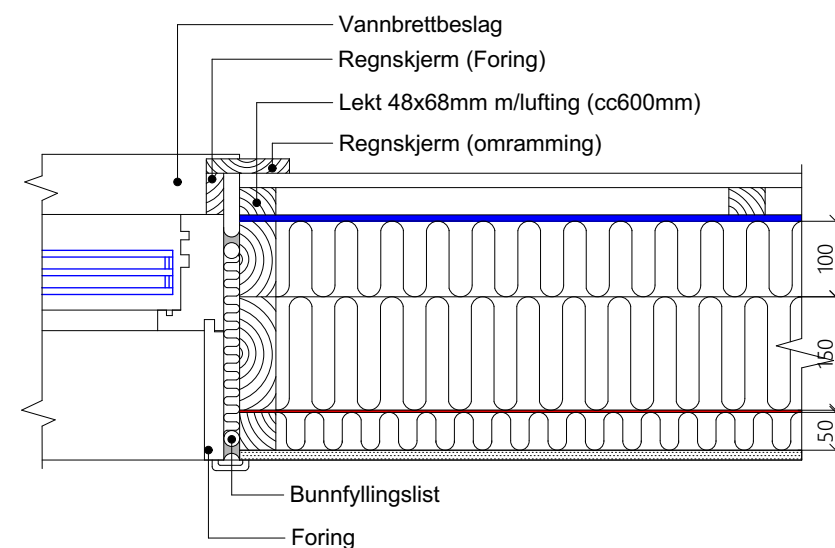 Vannbrettbeslag
Regnskjerm (Foring)
Lekt 48x68mm m/lufting (cc600mm)
Regnskjerm (omramming)
100
150
50
Bunnfyllingslist
Foring